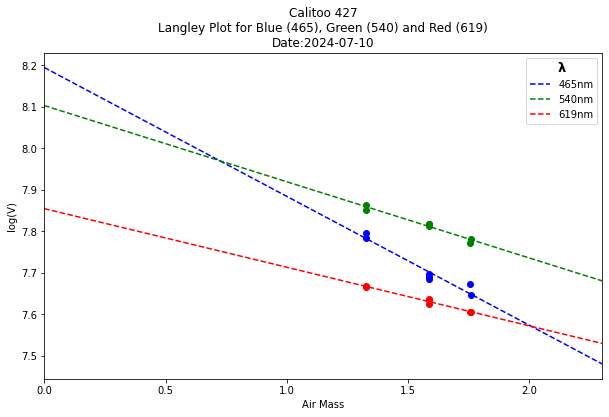 Calitoo 427
Langley Plot for Blue (465), Green (540) and Red (619)
Date:2024-07-10
λ
465nm
540nm
619nm
log(V)
8.2
8.1
8.0
7.9
7.8
7.7
7.6
7.5
0.0 0.5 1.0 1.5 2.0
Air Mass